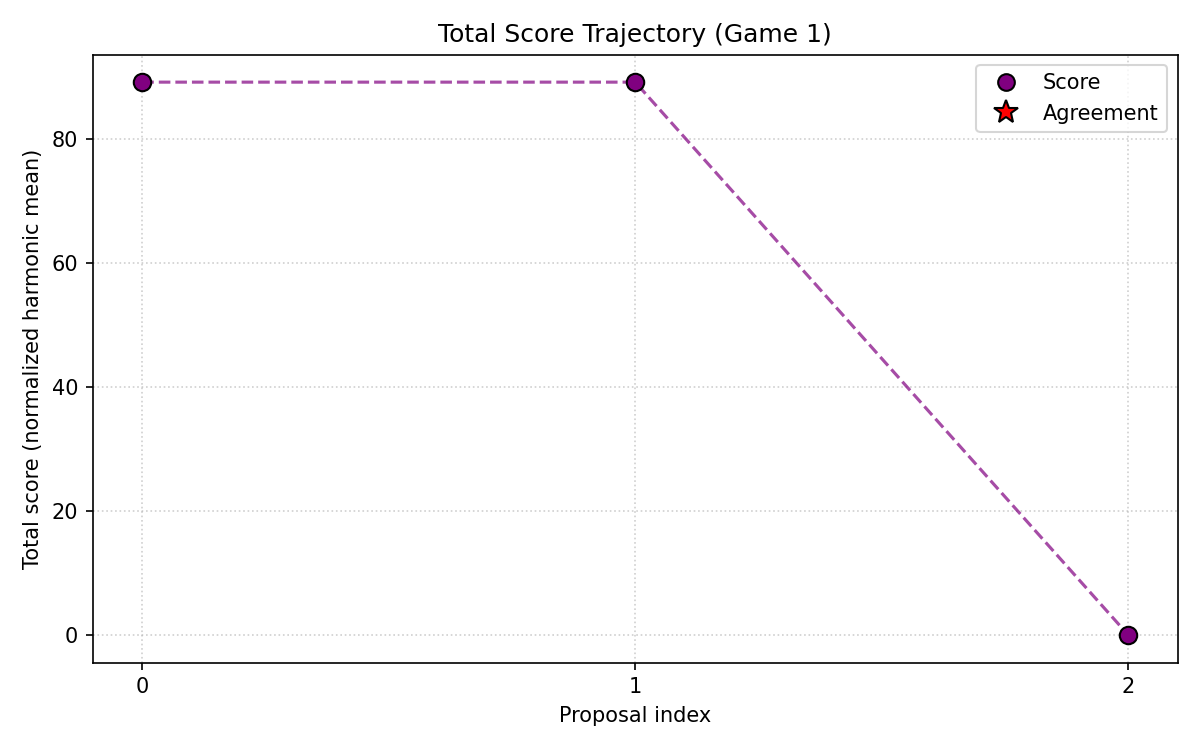 Total Score Trajectory (Game 1)
Score
Agreement
Total score (normalized harmonic mean)
80
60
40
20
0
0 1 2
Proposal index